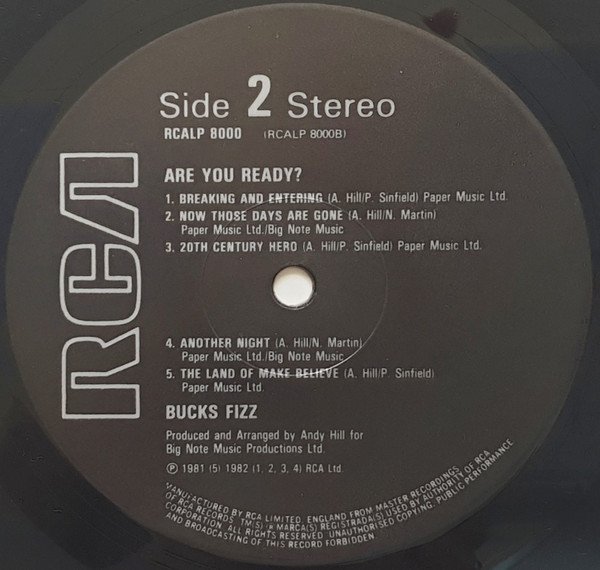 RCA
Side 2 Stereo
RCALP 8000 (RCALP 8000B)
ARE YOU READY?
1. BREAKING AND ENTERING (A. Hill/P. Sinfield) Paper Music Ltd.
2. NOW THOSE DAYS ARE GONE (A. Hill/N. Martin)
Paper Music Ltd./Big Note Music
3. 20TH CENTURY HERO (A. Hill/P. Sinfield) Paper Music Ltd.
4. ANOTHER NIGHT (A. Hill/N. Martin)
Paper Music Ltd./Big Note Music
5. THE LAND OF MAKE BELIEVE (A. Hill/P. Sinfield)
Paper Music Ltd.
BUCKS FIZZ
Produced and Arranged by Andy Hill for
Big Note Music Productions Ltd.
℗ 1981 (5) 1982 (1, 2, 3, 4) RCA Ltd.
MANUFACTURED BY RCA LIMITED, ENGLAND FROM MASTER RECORDINGS
OF RCA RECORDS. TM(S) ® MARCA(S) REGISTRADA(S) USED BY AUTHORITY OF RCA
CORPORATION. ALL RIGHTS RESERVED. UNAUTHORISED COPYING, PUBLIC PERFORMANCE
AND BROADCASTING OF THIS RECORD FORBIDDEN.